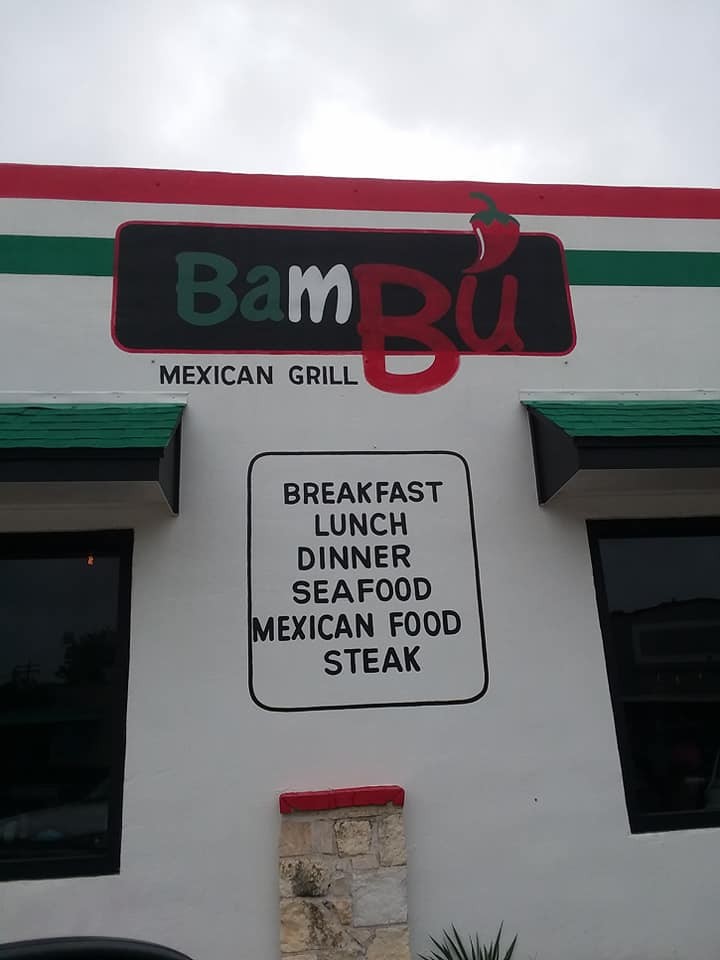 BamBú
MEXICAN GRILL
BREAKFAST
LUNCH
DINNER
SEAFOOD
MEXICAN FOOD
STEAK